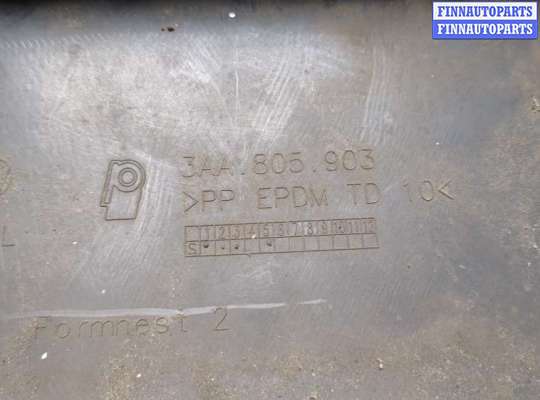 FINNAUTOPARTS
FINNAUTOPARTS
3AA.805.903
>PP EPDM TD 10<
1 2 3 4 5 6 7 8 9 10 11 12
S
L
Formnest 2